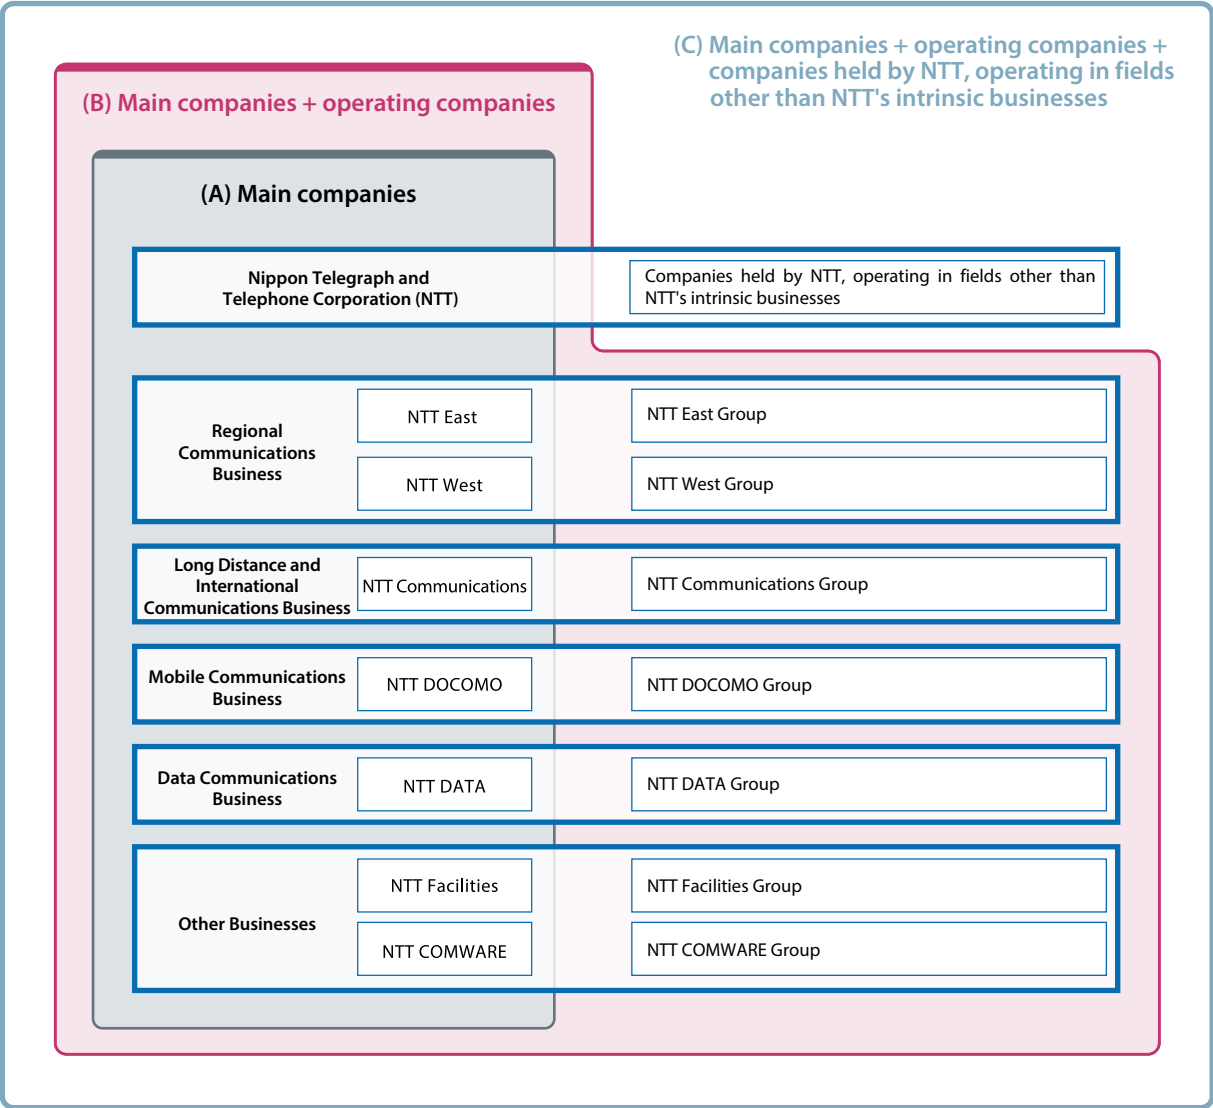 (C) Main companies + operating companies +
companies held by NTT, operating in fields
other than NTT's intrinsic businesses
(B) Main companies + operating companies
(A) Main companies
Nippon Telegraph and
Telephone Corporation (NTT)
Companies held by NTT, operating in fields other than
NTT's intrinsic businesses
Regional
Communications
Business
NTT East
NTT East Group
NTT West
NTT West Group
Long Distance and
International
Communications Business
NTT Communications
NTT Communications Group
Mobile Communications
Business
NTT DOCOMO
NTT DOCOMO Group
Data Communications
Business
NTT DATA
NTT DATA Group
Other Businesses
NTT Facilities
NTT Facilities Group
NTT COMWARE
NTT COMWARE Group